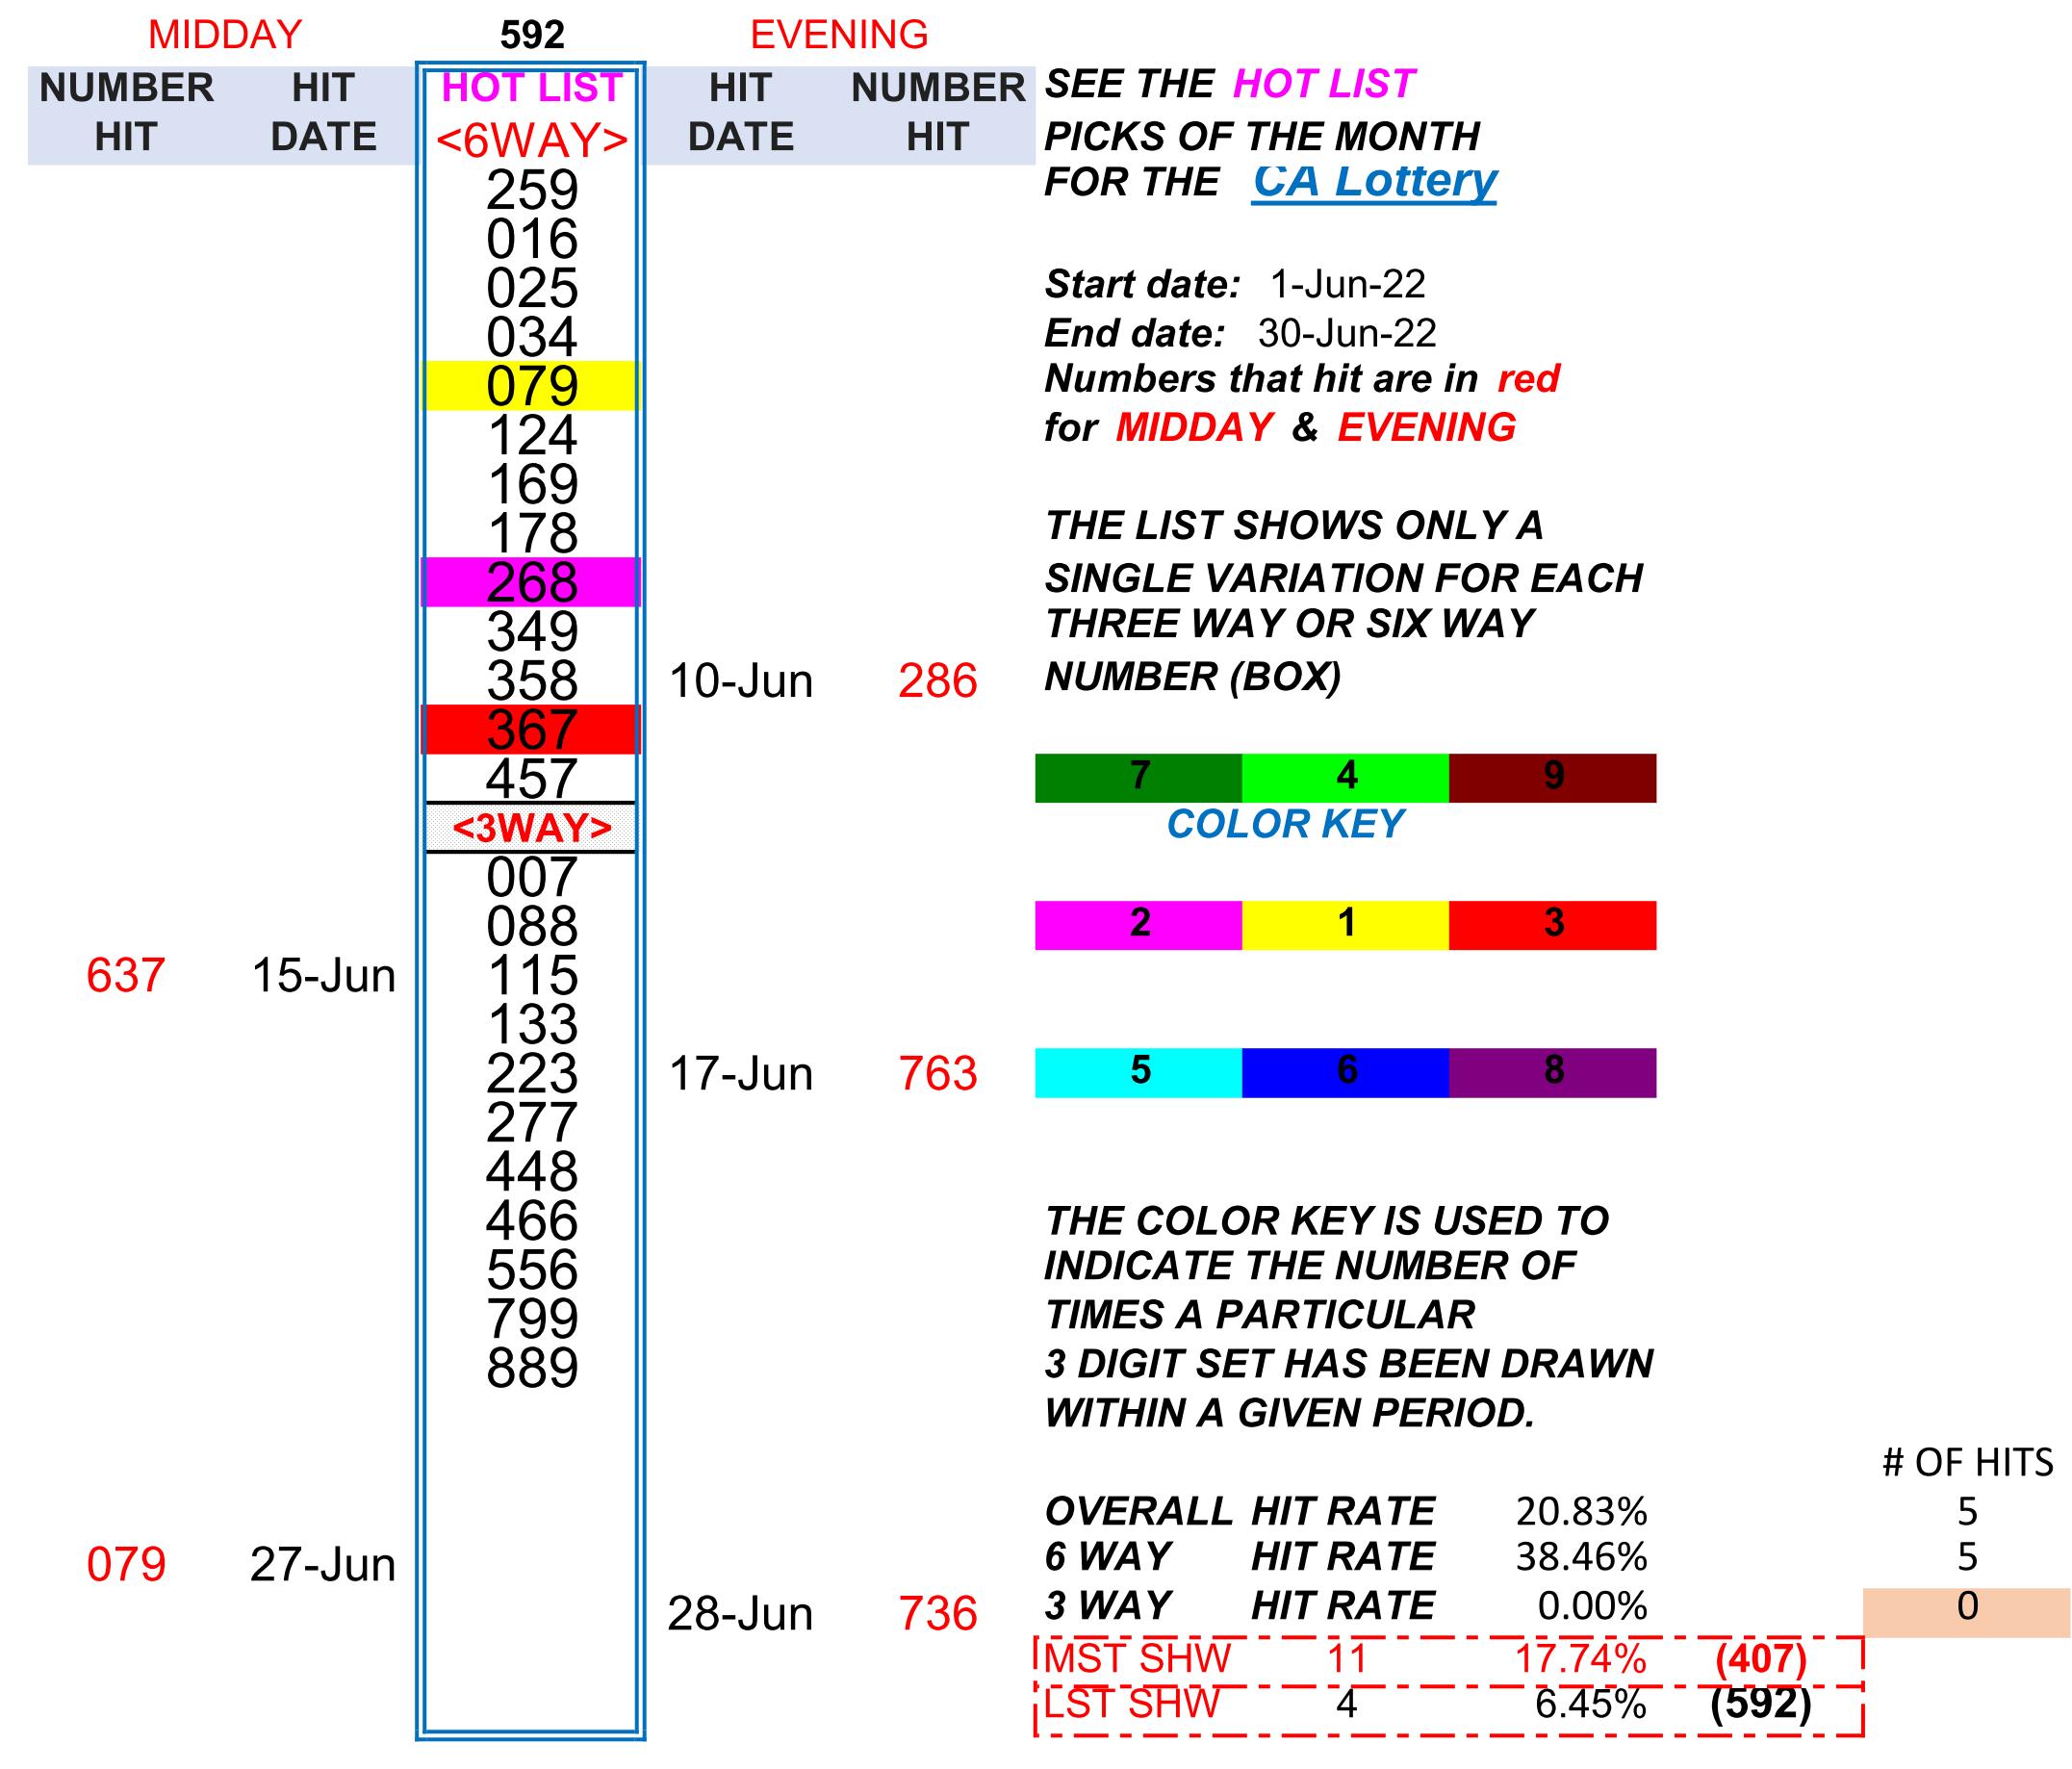 MIDDAY 592 EVENING
NUMBER HIT HOT LIST HIT NUMBER SEE THE HOT LIST
HIT DATE <6WAY> DATE HIT PICKS OF THE MONTH
259 FOR THE CA Lottery
016
025 Start date: 1-Jun-22
034 End date: 30-Jun-22
079 Numbers that hit are in red
124 for MIDDAY & EVENING
169
178 THE LIST SHOWS ONLY A
268 SINGLE VARIATION FOR EACH
349 THREE WAY OR SIX WAY
358 10-Jun 286 NUMBER (BOX)
367
457 7 4 9
<3WAY> COLOR KEY
007
088 2 1 3
637 15-Jun 115
133
223 17-Jun 763 5 6 8
277
448
466 THE COLOR KEY IS USED TO
556 INDICATE THE NUMBER OF
799 TIMES A PARTICULAR
889 3 DIGIT SET HAS BEEN DRAWN
WITHIN A GIVEN PERIOD.
# OF HITS
OVERALL HIT RATE 20.83% 5
079 27-Jun 6 WAY HIT RATE 38.46% 5
28-Jun 736 3 WAY HIT RATE 0.00% 0
MST SHW 11 17.74% (407)
LST SHW 4 6.45% (592)